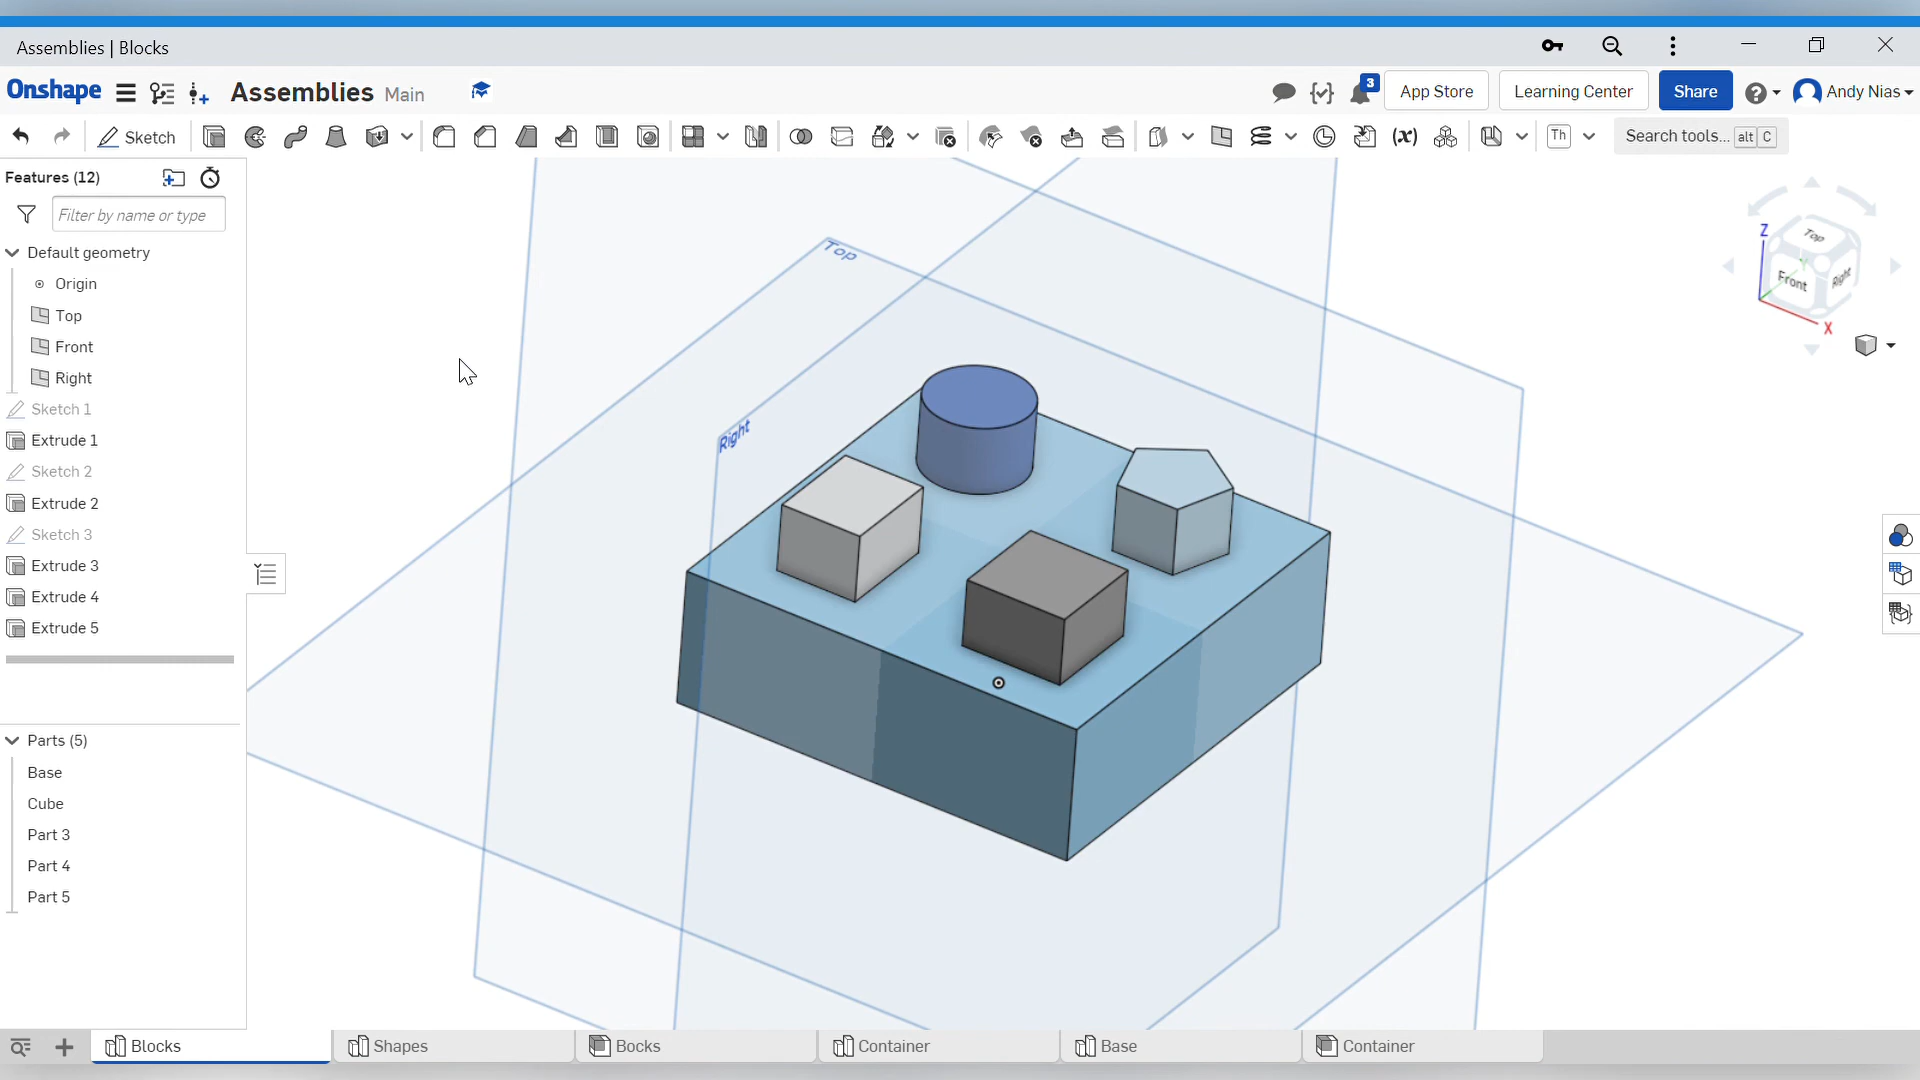 Assemblies | Blocks
Onshape Assemblies Main 3 App Store Learning Center Share Andy Nias
Sketch Th Search tools... alt C
Features (12)
Filter by name or type
Default geometry
Origin
Top
Front
Right
Sketch 1
Extrude 1
Sketch 2
Extrude 2
Sketch 3
Extrude 3
Extrude 4
Extrude 5
Parts (5)
Base
Cube
Part 3
Part 4
Part 5
Top
Right
Z
Top
Y
Front Right
X
Blocks Shapes Bocks Container Base Container